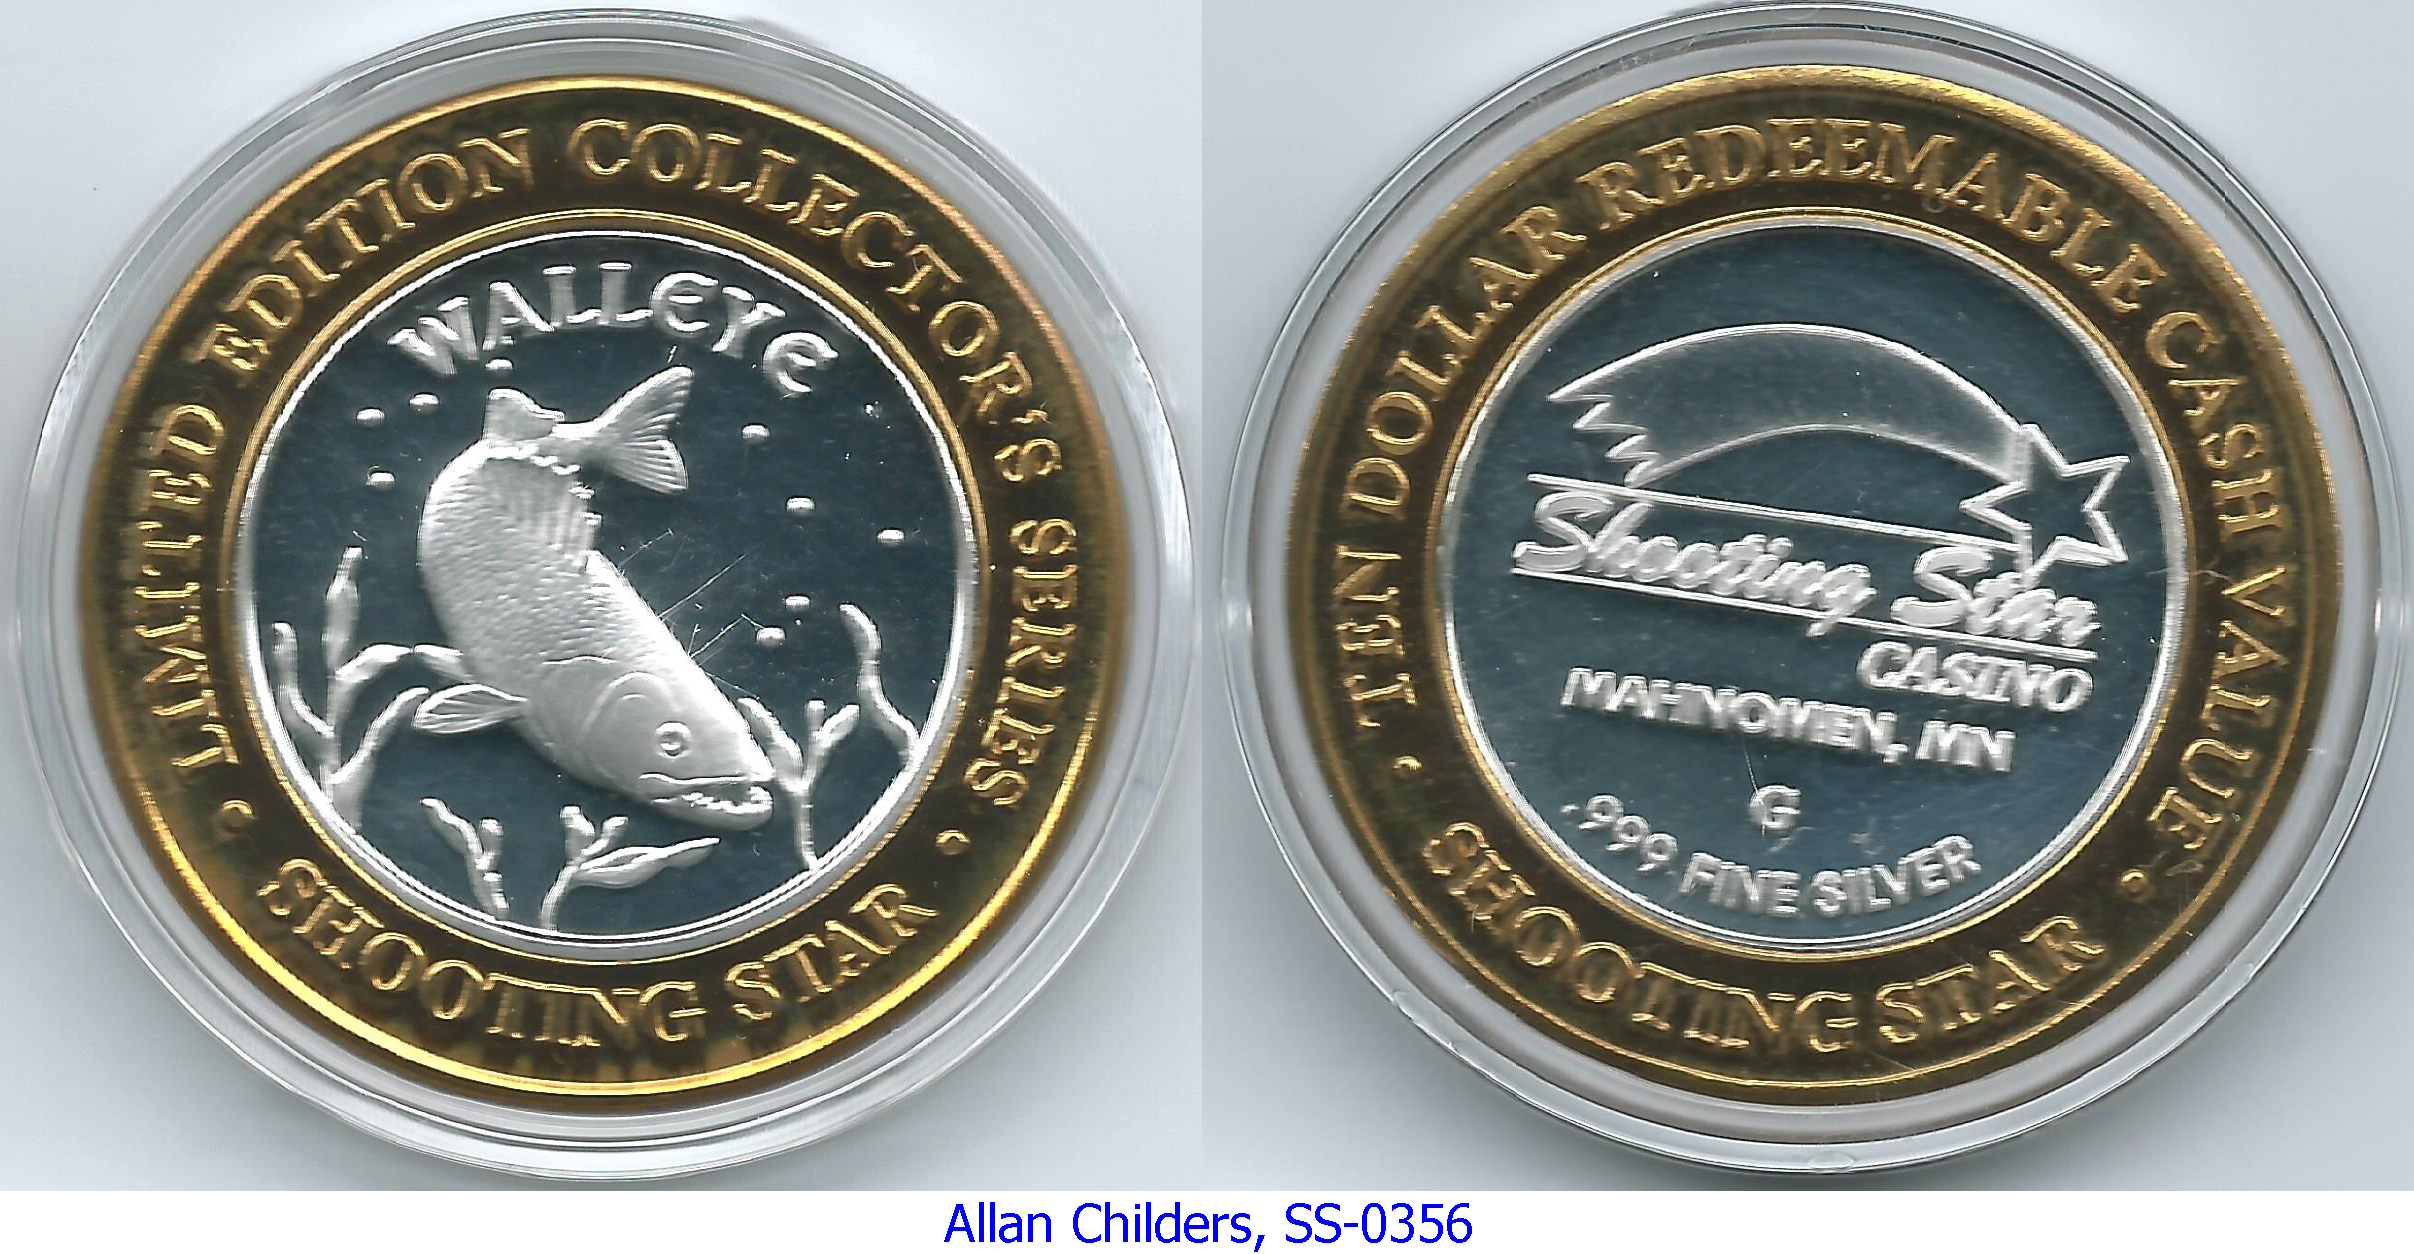 LIMITED EDITION COLLECTOR'S SERIES
WALLEYE
• SHOOTING STAR •
TEN DOLLAR REDEEMABLE CASH VALUE
Shooting Star
CASINO
MAHNOMEN, MN
G
.999 FINE SILVER
• SHOOTING STAR •
Allan Childers, SS-0356